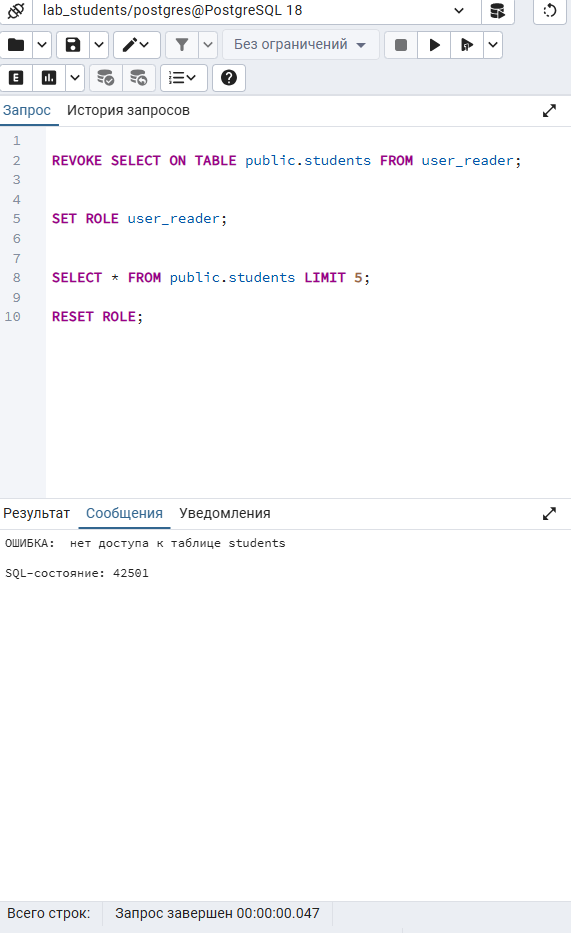 lab_students/postgres@PostgreSQL 18
Без ограничений
E
Запрос История запросов
1
2 REVOKE SELECT ON TABLE public.students FROM user_reader;
3
4
5 SET ROLE user_reader;
6
7
8 SELECT * FROM public.students LIMIT 5;
9
10 RESET ROLE;
Результат Сообщения Уведомления
ОШИБКА:  нет доступа к таблице students
SQL-состояние: 42501
Всего строк: Запрос завершен 00:00:00.047